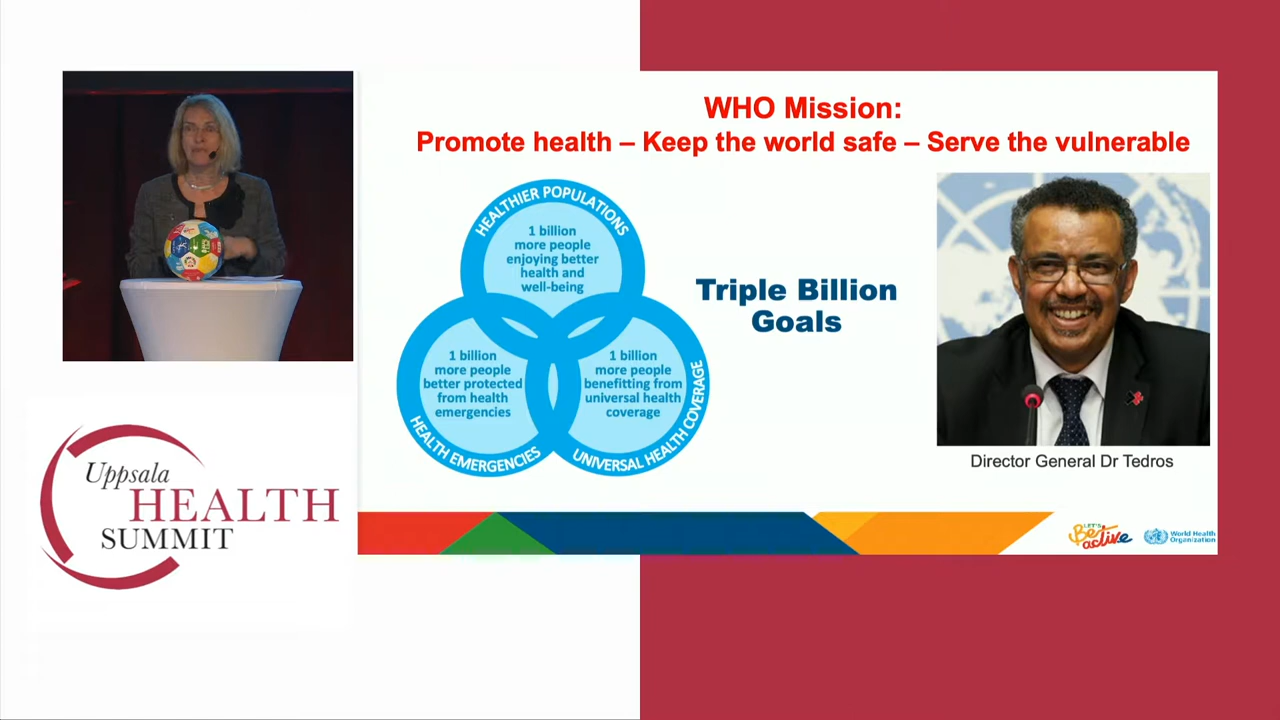 WHO Mission:
Promote health – Keep the world safe – Serve the vulnerable
HEALTHIER POPULATIONS
1 billion
more people
enjoying better
health and
well-being
Triple Billion
Goals
1 billion
more people
better protected
from health
emergencies
HEALTH EMERGENCIES
1 billion
more people
benefitting from
universal health
coverage
UNIVERSAL HEALTH COVERAGE
Director General Dr Tedros
Uppsala
HEALTH
SUMMIT
LET'S
Be
active
World Health
Organization